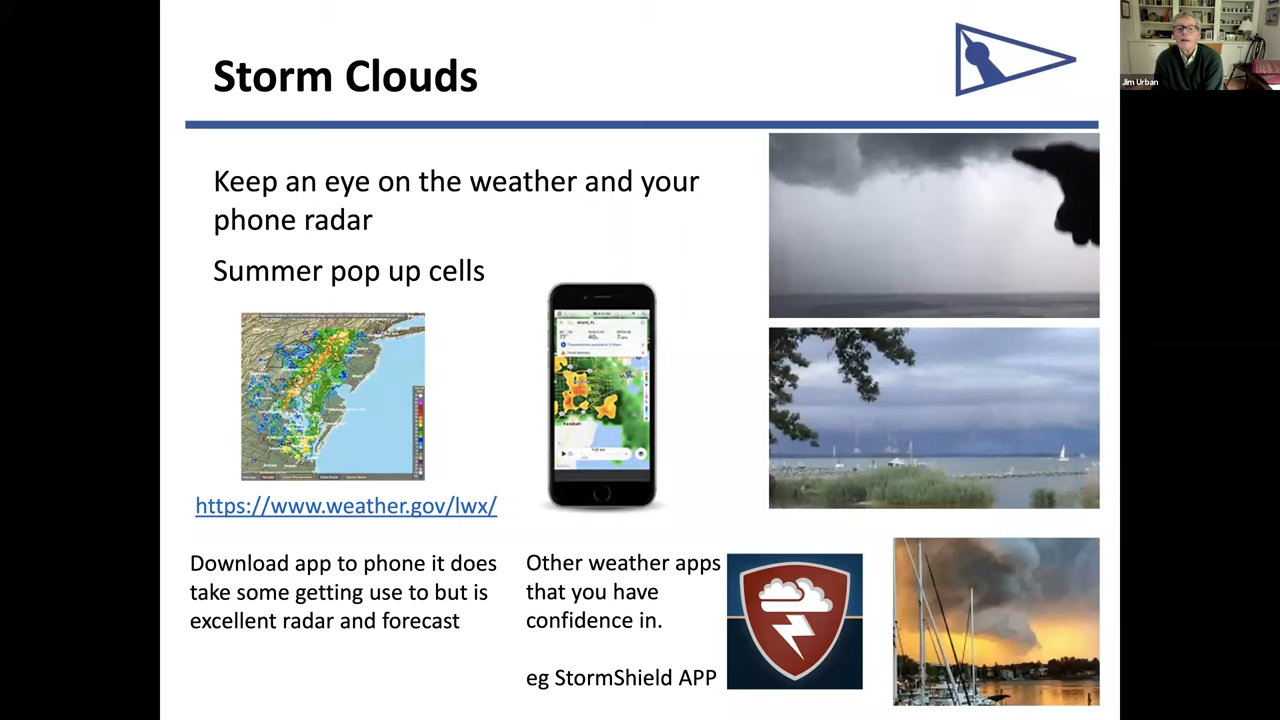 Storm Clouds
Jim Urban
Keep an eye on the weather and your
phone radar
Summer pop up cells
https://www.weather.gov/lwx/
Download app to phone it does
take some getting use to but is
excellent radar and forecast
Other weather apps
that you have
confidence in.
eg StormShield APP